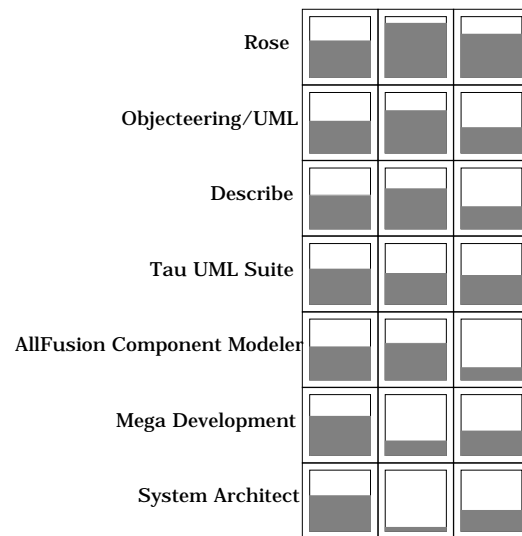 Rose
Objecteering/UML
Describe
Tau UML Suite
AllFusion Component Modeler
Mega Development
System Architect